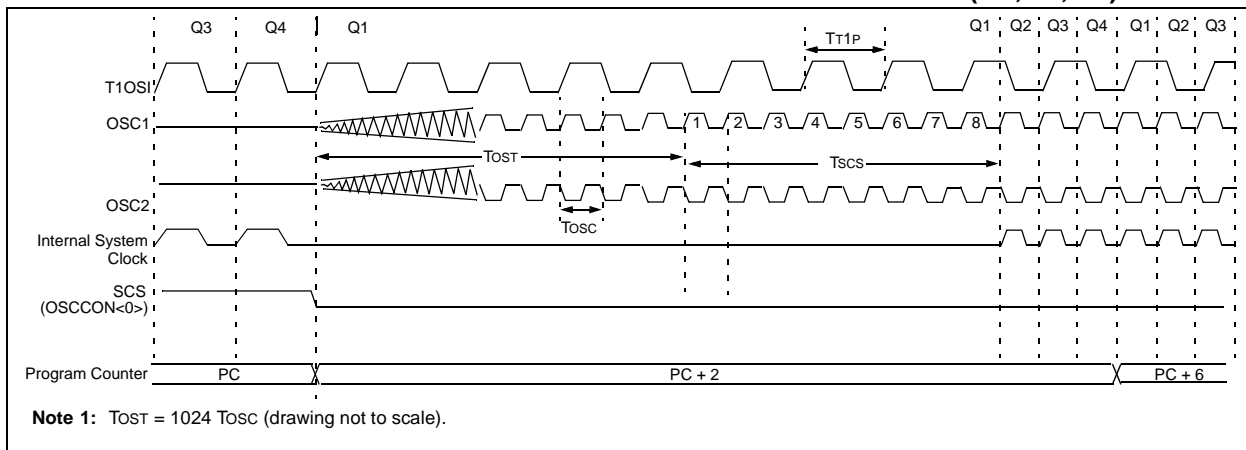 Q3 Q4 Q1 Q1 Q2 Q3 Q4 Q1 Q2 Q3
TT1P
T1OSI
OSC1
1 2 3 4 5 6 7 8
TOST TSCS
OSC2
TOSC
Internal System
Clock
SCS
(OSCCON<0>)
Program Counter PC PC + 2 PC + 6
Note 1: TOST = 1024 TOSC (drawing not to scale).